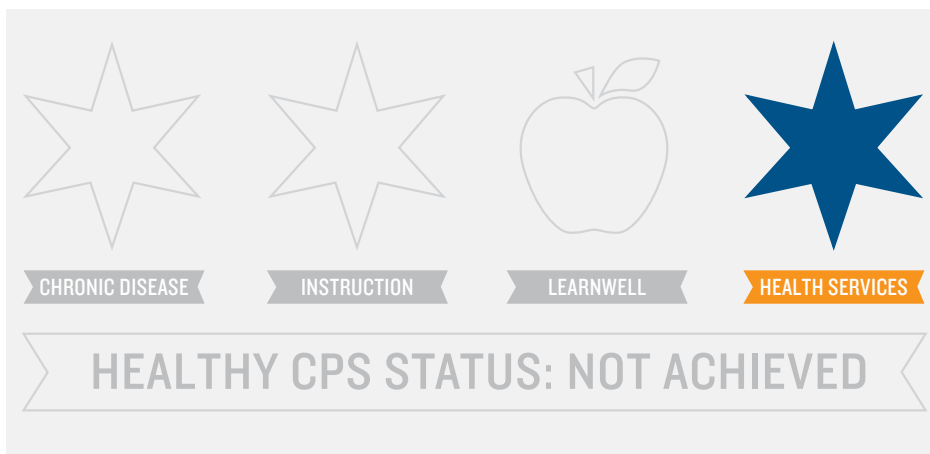 CHRONIC DISEASE
INSTRUCTION
LEARNWELL
HEALTH SERVICES
HEALTHY CPS STATUS: NOT ACHIEVED